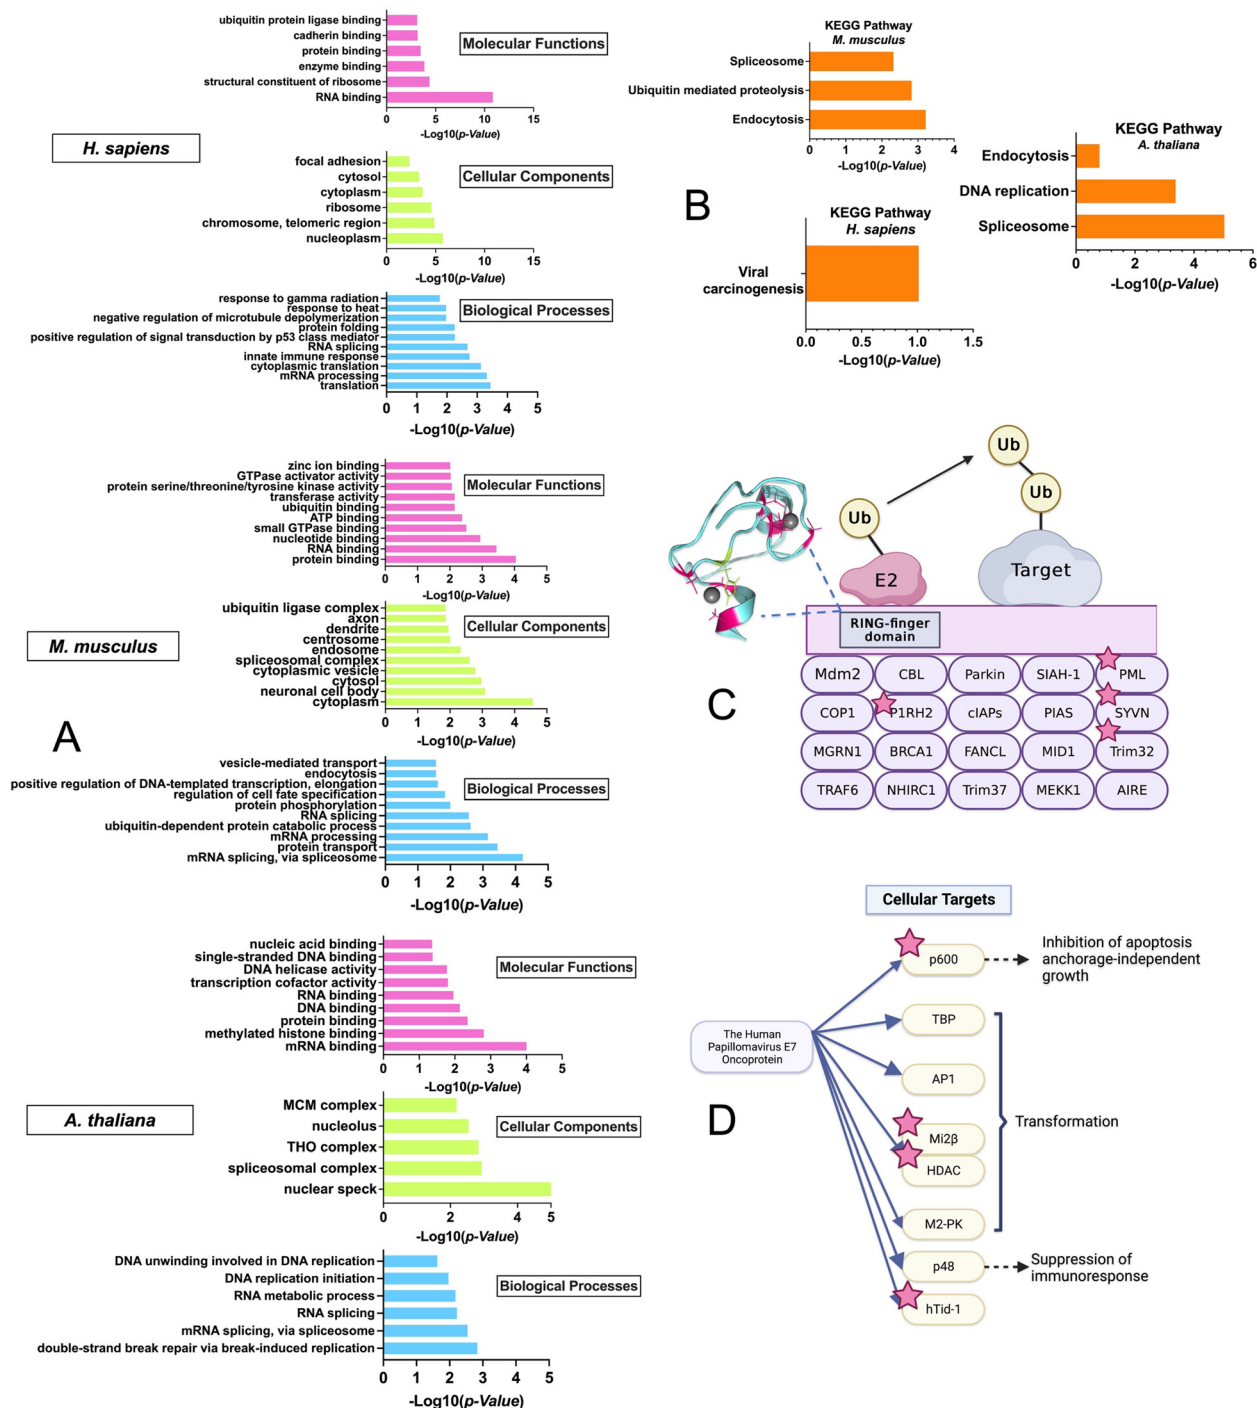 ubiquitin protein ligase binding
cadherin binding
protein binding
enzyme binding
structural constituent of ribosome
RNA binding
0 5 10 15
-Log10(p-Value)
Molecular Functions
H. sapiens
focal adhesion
cytosol
cytoplasm
ribosome
chromosome, telomeric region
nucleoplasm
0 5 10 15
-Log10(p-Value)
Cellular Components
response to gamma radiation
response to heat
negative regulation of microtubule depolymerization
protein folding
positive regulation of signal transduction by p53 class mediator
RNA splicing
innate immune response
cytoplasmic translation
mRNA processing
translation
0 1 2 3 4 5
-Log10(p-Value)
Biological Processes
zinc ion binding
GTPase activator activity
protein serine/threonine/tyrosine kinase activity
transferase activity
ubiquitin binding
ATP binding
small GTPase binding
nucleotide binding
RNA binding
protein binding
0 1 2 3 4 5
-Log10(p-Value)
Molecular Functions
M. musculus
ubiquitin ligase complex
axon
dendrite
centrosome
endosome
spliceosomal complex
cytoplasmic vesicle
cytosol
neuronal cell body
cytoplasm
0 1 2 3 4 5
-Log10(p-Value)
Cellular Components
A
vesicle-mediated transport
endocytosis
positive regulation of DNA-templated transcription, elongation
regulation of cell fate specification
protein phosphorylation
RNA splicing
ubiquitin-dependent protein catabolic process
mRNA processing
protein transport
mRNA splicing, via spliceosome
0 1 2 3 4 5
-Log10(p-Value)
Biological Processes
nucleic acid binding
single-stranded DNA binding
DNA helicase activity
transcription cofactor activity
RNA binding
DNA binding
protein binding
methylated histone binding
mRNA binding
0 1 2 3 4 5
-Log10(p-Value)
Molecular Functions
A. thaliana
MCM complex
nucleolus
THO complex
spliceosomal complex
nuclear speck
0 2 4 5
-Log10(p-Value)
Cellular Components
DNA unwinding involved in DNA replication
DNA replication initiation
RNA metabolic process
RNA splicing
mRNA splicing, via spliceosome
double-strand break repair via break-induced replication
0 1 2 3 4 5
-Log10(p-Value)
Biological Processes
B
KEGG Pathway
M. musculus
Spliceosome
Ubiquitin mediated proteolysis
Endocytosis
0 1 2 3 4
-Log10(p-Value)
KEGG Pathway
A. thaliana
Endocytosis
DNA replication
Spliceosome
0 2 4 6
-Log10(p-Value)
KEGG Pathway
H. sapiens
Viral
carcinogenesis
0.0 0.5 1.0 1.5
-Log10(p-Value)
C
Ub
Ub
Ub
E2
Target
RING-finger
domain
Mdm2 CBL Parkin SIAH-1 PML
COP1 P1RH2 cIAPs PIAS SYVN
MGRN1 BRCA1 FANCL MID1 Trim32
TRAF6 NHIRC1 Trim37 MEKK1 AIRE
D
Cellular Targets
The Human
Papillomavirus E7
Oncoprotein
p600
Inhibition of apoptosis
anchorage-independent
growth
TBP
AP1
Mi2β
HDAC
M2-PK
Transformation
p48
Suppression of
immunoresponse
hTid-1